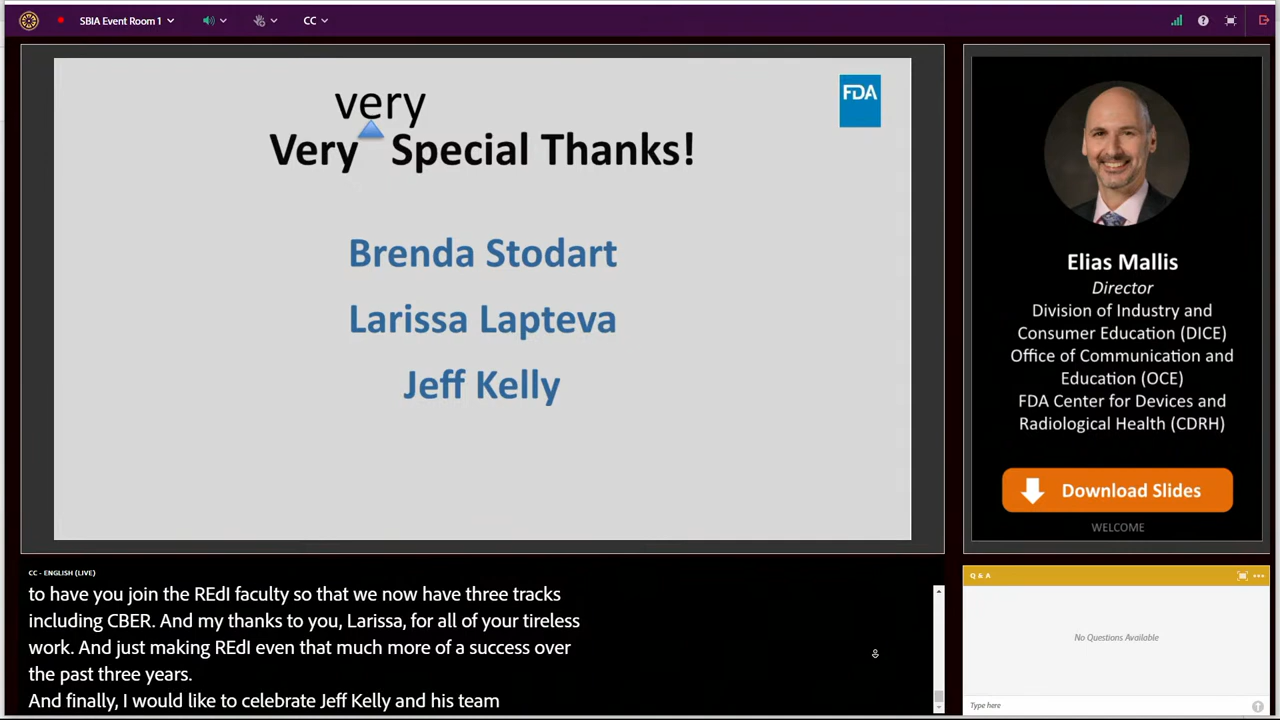 SBIA Event Room 1
CC
very
FDA
Very Special Thanks!
Brenda Stodart
Larissa Lapteva
Jeff Kelly
Elias Mallis
Director
Division of Industry and
Consumer Education (DICE)
Office of Communication and
Education (OCE)
FDA Center for Devices and
Radiological Health (CDRH)
Download Slides
WELCOME
CC - ENGLISH (LIVE)
to have you join the REdI faculty so that we now have three tracks
including CBER. And my thanks to you, Larissa, for all of your tireless
work. And just making REdI even that much more of a success over
the past three years.
And finally, I would like to celebrate Jeff Kelly and his team
Q & A
No Questions Available
Type here